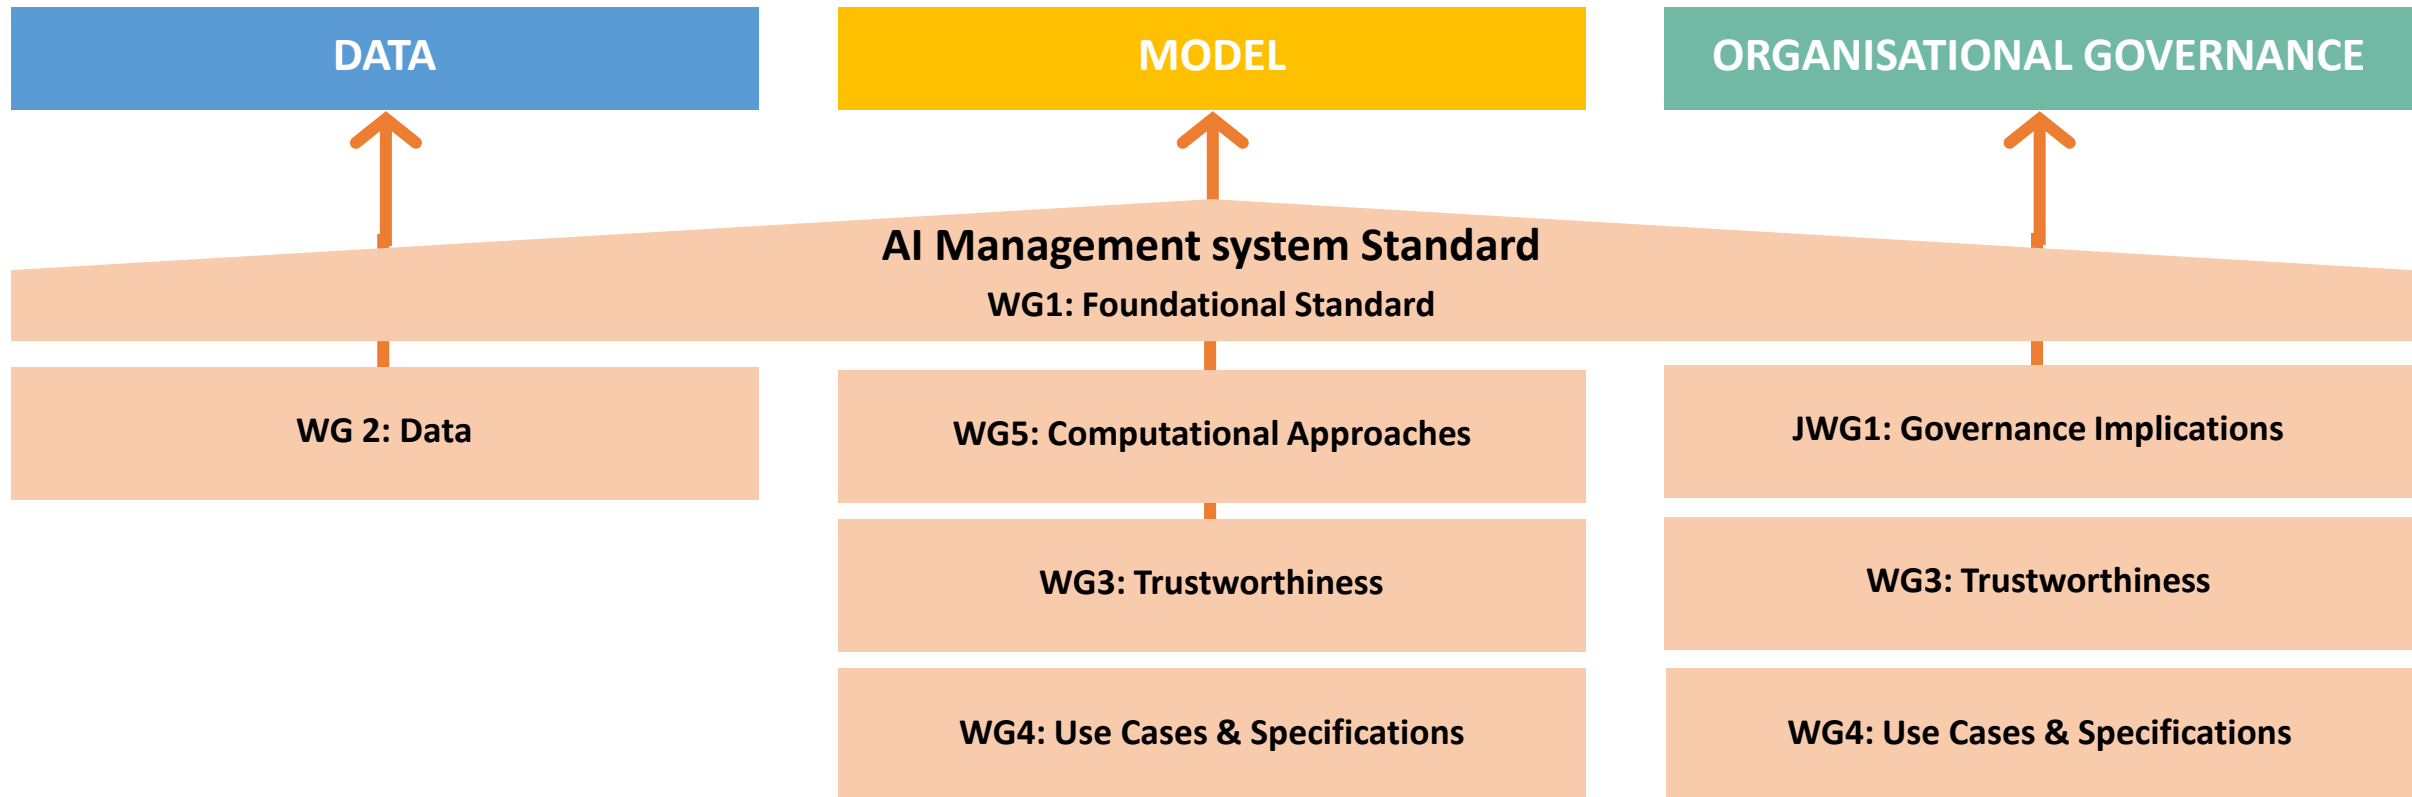 DATA
MODEL
ORGANISATIONAL GOVERNANCE
AI Management system Standard
WG1: Foundational Standard
WG 2: Data
WG5: Computational Approaches
JWG1: Governance Implications
WG3: Trustworthiness
WG3: Trustworthiness
WG4: Use Cases & Specifications
WG4: Use Cases & Specifications